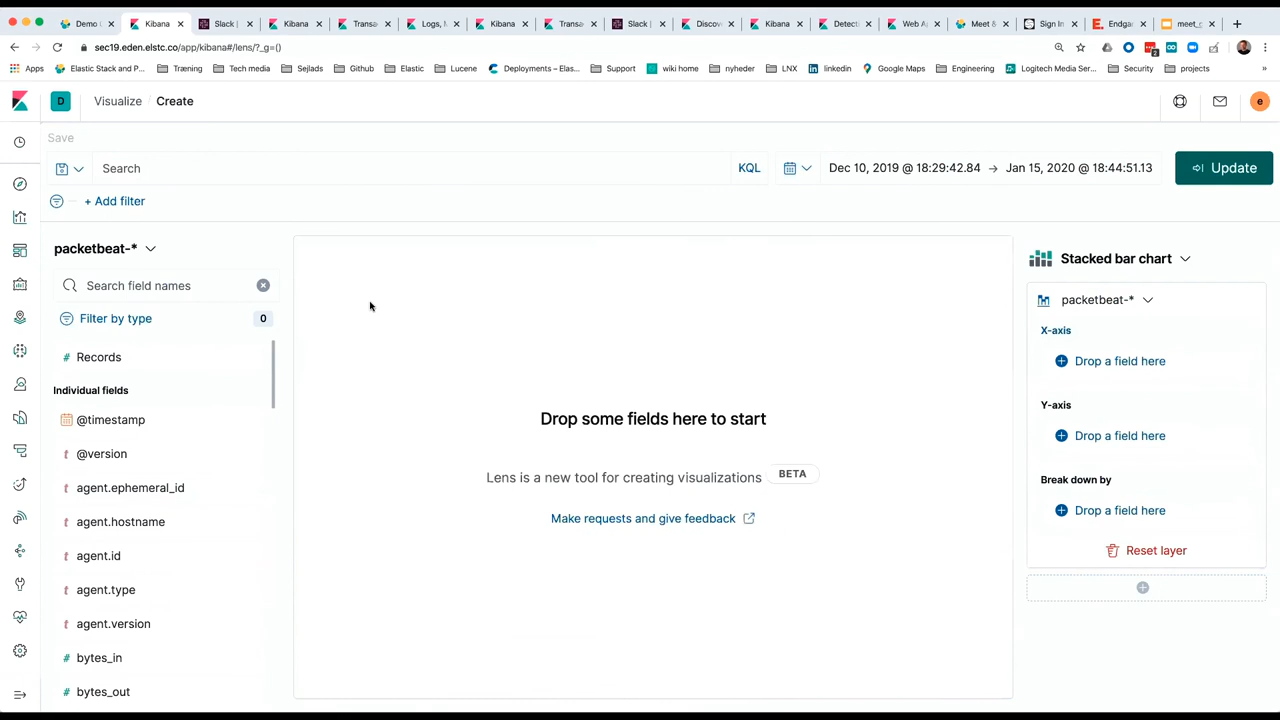 Demo C
Kibana
Slack |
Kibana
Transa
Logs, M
Kibana
Transa
Slack |
Discov
Kibana
Detecti
Web Ap
Meet &
Sign In
Endgam
meet_g
sec19.eden.elstc.co/app/kibana#/lens/?_g=()
Apps
Elastic Stack and P...
Træning
Tech media
Sejlads
Github
Elastic
Lucene
Deployments – Elas...
Support
wiki home
nyheder
LNX
linkedin
Google Maps
Engineering
Logitech Media Ser...
Security
projects
»
D
Visualize / Create
e
Save
Search
KQL
Dec 10, 2019 @ 18:29:42.84 → Jan 15, 2020 @ 18:44:51.13
Update
+ Add filter
packetbeat-*
Search field names
Filter by type
0
# Records
Individual fields
@timestamp
t @version
t agent.ephemeral_id
t agent.hostname
t agent.id
t agent.type
t agent.version
# bytes_in
# bytes_out
Drop some fields here to start
Lens is a new tool for creating visualizations BETA
Make requests and give feedback
Stacked bar chart
packetbeat-*
X-axis
Drop a field here
Y-axis
Drop a field here
Break down by
Drop a field here
Reset layer